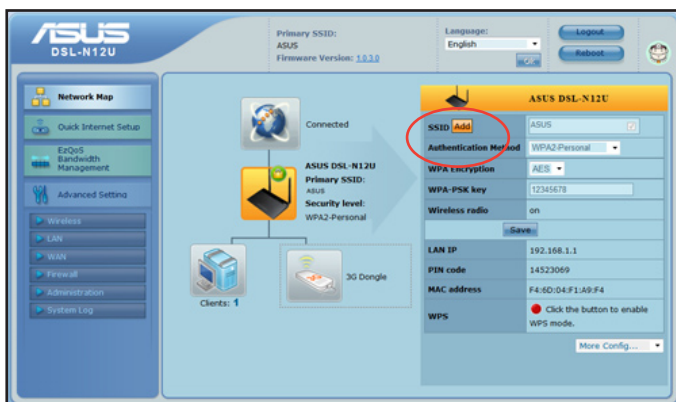 ASUS
DSL-N12U
Primary SSID:
ASUS
Firmware Version: 1.0.3.0
Language:
English
OK
Logout
Reboot
Network Map
Quick Internet Setup
EzQoS
Bandwidth
Management
Advanced Setting
Wireless
LAN
WAN
Firewall
Administration
System Log
Connected
ASUS DSL-N12U
Primary SSID:
ASUS
Security level:
WPA2-Personal
Clients: 1
3G Dongle
ASUS DSL-N12U
SSID Add ASUS
Authentication Method WPA2-Personal
WPA Encryption AES
WPA-PSK key 12345678
Wireless radio on
Save
LAN IP 192.168.1.1
PIN code 14523069
MAC address F4:6D:04:F1:A9:F4
WPS Click the button to enable
WPS mode.
More Config...